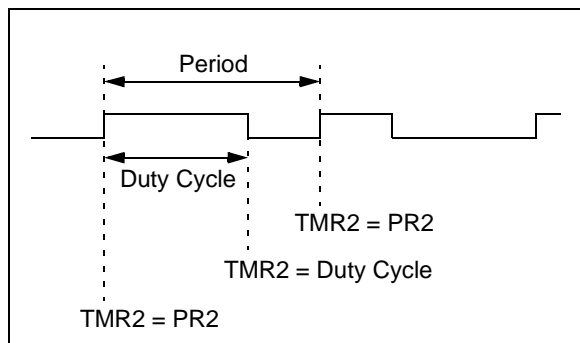 Period
Duty Cycle
TMR2 = PR2
TMR2 = Duty Cycle
TMR2 = PR2